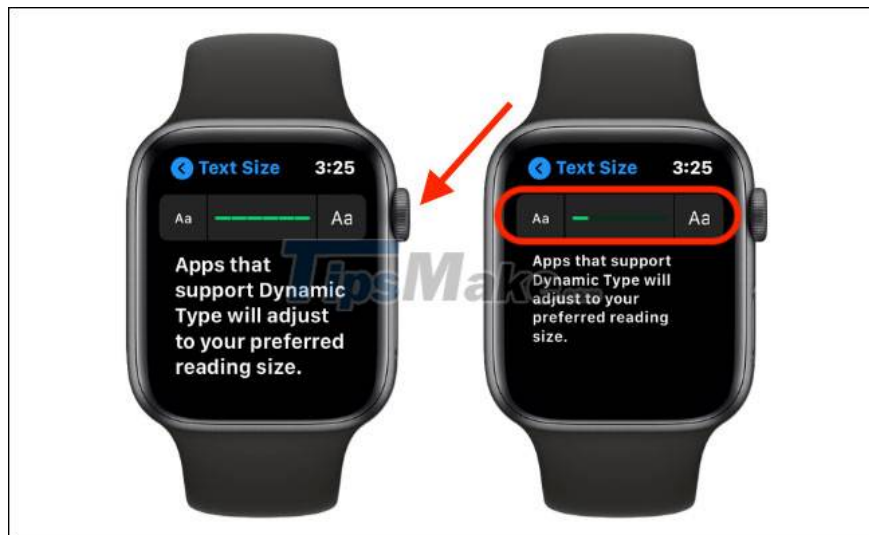 Text Size 3:25
Aa Aa
Apps that
support Dynamic
Type will adjust
to your preferred
reading size.
Text Size 3:25
Aa Aa
Apps that support
Dynamic Type will
adjust to your
preferred reading
size.
TipsMake.com